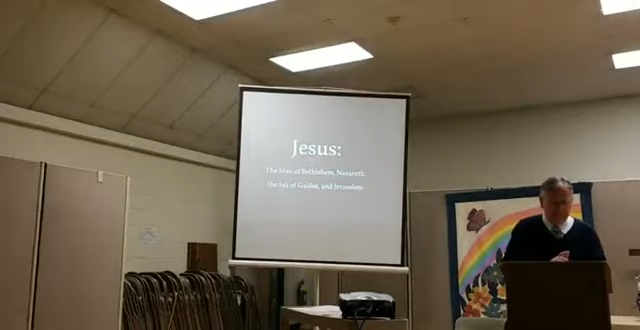 Jesus:
The Man of Bethlehem, Nazareth,
the Sea of Galilee, and Jerusalem